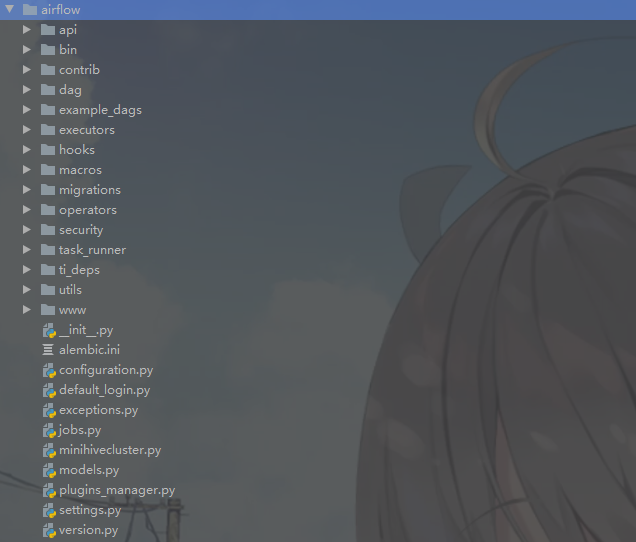 airflow
api
bin
contrib
dag
example_dags
executors
hooks
macros
migrations
operators
security
task_runner
ti_deps
utils
www
__init__.py
alembic.ini
configuration.py
default_login.py
exceptions.py
jobs.py
minihivecluster.py
models.py
plugins_manager.py
settings.py
version.py